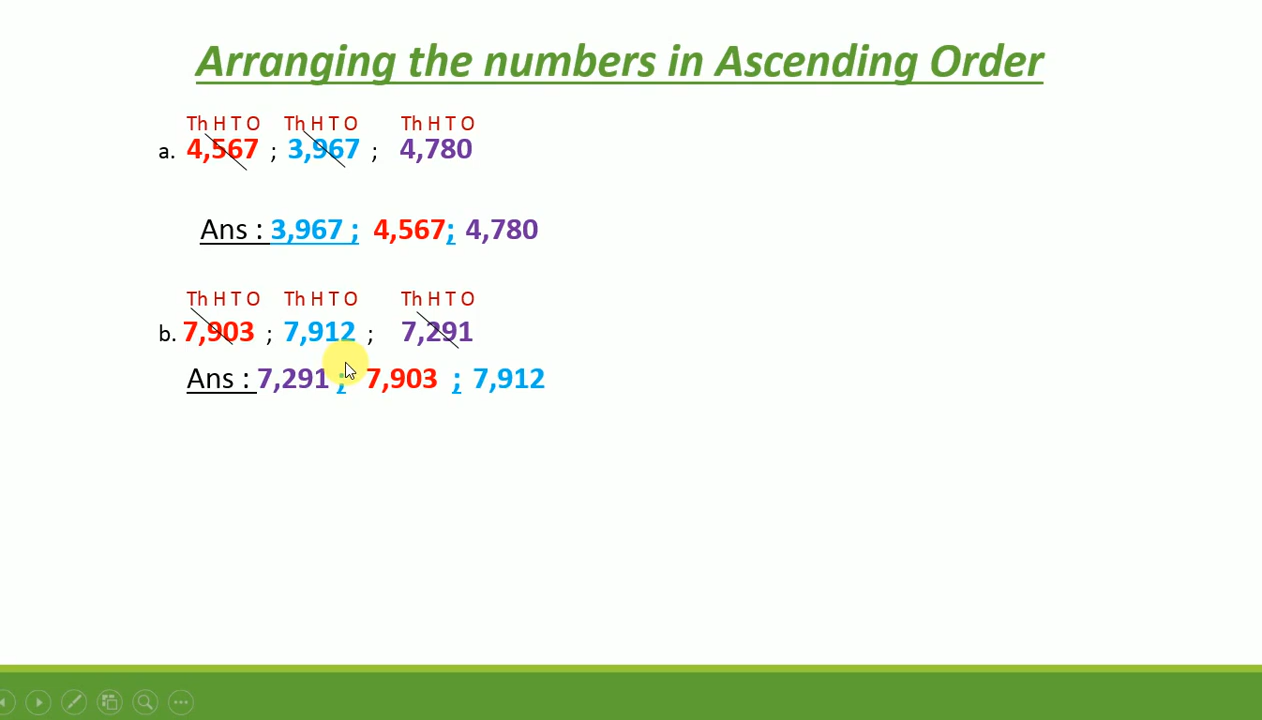 Arranging the numbers in Ascending Order
Th H T O Th H T O Th H T O
a. 4,567 ; 3,967 ; 4,780
Ans : 3,967 ; 4,567; 4,780
Th H T O Th H T O Th H T O
b. 7,903 ; 7,912 ; 7,291
Ans : 7,291 ; 7,903 ; 7,912